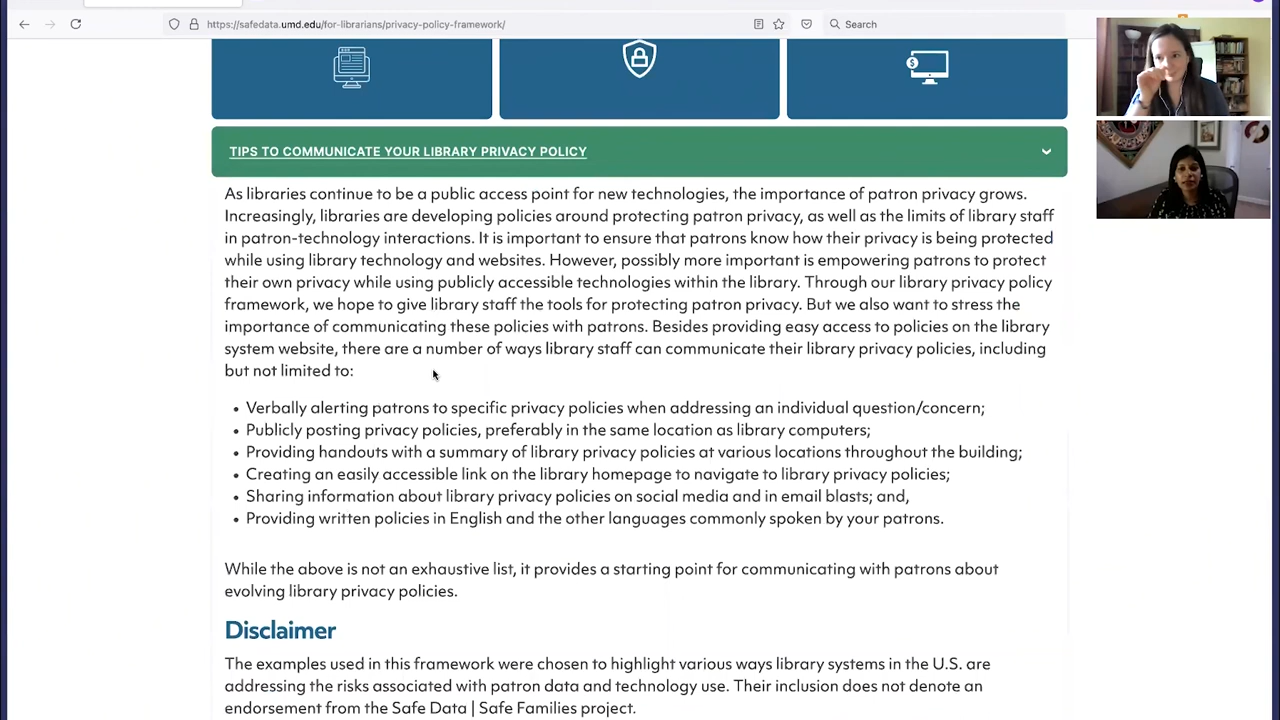 https://safedata.umd.edu/for-librarians/privacy-policy-framework/
Search
TIPS TO COMMUNICATE YOUR LIBRARY PRIVACY POLICY
As libraries continue to be a public access point for new technologies, the importance of patron privacy grows.
Increasingly, libraries are developing policies around protecting patron privacy, as well as the limits of library staff
in patron-technology interactions. It is important to ensure that patrons know how their privacy is being protected
while using library technology and websites. However, possibly more important is empowering patrons to protect
their own privacy while using publicly accessible technologies within the library. Through our library privacy policy
framework, we hope to give library staff the tools for protecting patron privacy. But we also want to stress the
importance of communicating these policies with patrons. Besides providing easy access to policies on the library
system website, there are a number of ways library staff can communicate their library privacy policies, including
but not limited to:
• Verbally alerting patrons to specific privacy policies when addressing an individual question/concern;
• Publicly posting privacy policies, preferably in the same location as library computers;
• Providing handouts with a summary of library privacy policies at various locations throughout the building;
• Creating an easily accessible link on the library homepage to navigate to library privacy policies;
• Sharing information about library privacy policies on social media and in email blasts; and,
• Providing written policies in English and the other languages commonly spoken by your patrons.
While the above is not an exhaustive list, it provides a starting point for communicating with patrons about
evolving library privacy policies.
Disclaimer
The examples used in this framework were chosen to highlight various ways library systems in the U.S. are
addressing the risks associated with patron data and technology use. Their inclusion does not denote an
endorsement from the Safe Data | Safe Families project.